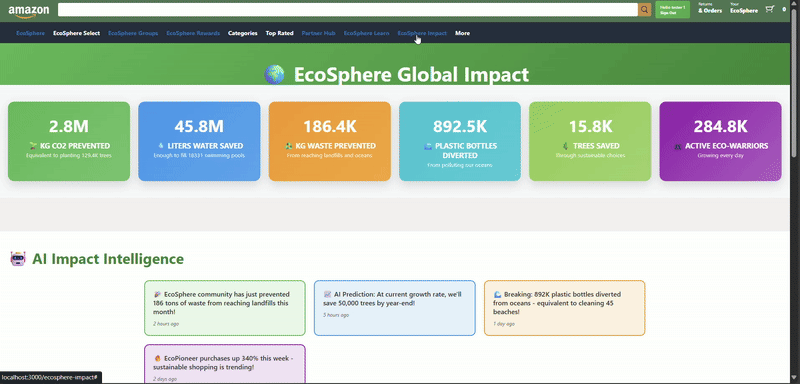 amazon
Hello tester 1
Sign Out
Returns
& Orders
Your
EcoSphere
0
EcoSphere EcoSphere Select EcoSphere Groups EcoSphere Rewards Categories Top Rated Partner Hub EcoSphere Learn EcoSphere Impact More
EcoSphere Global Impact
2.8M
KG CO2 PREVENTED
Equivalent to planting 129.4K trees
45.8M
LITERS WATER SAVED
Enough to fill 18331 swimming pools
186.4K
KG WASTE PREVENTED
From reaching landfills and oceans
892.5K
PLASTIC BOTTLES
DIVERTED
From polluting our oceans
15.8K
TREES SAVED
Through sustainable choices
284.8K
ACTIVE ECO-WARRIORS
Growing every day
AI Impact Intelligence
EcoSphere community has just prevented
186 tons of waste from reaching landfills this
month!
2 hours ago
AI Prediction: At current growth rate, we'll
save 50,000 trees by year-end!
5 hours ago
Breaking: 892K plastic bottles diverted
from oceans - equivalent to cleaning 45
beaches!
1 day ago
EcoPioneer purchases up 340% this week -
sustainable shopping is trending!
2 days ago
localhost:3000/ecosphere-impact#